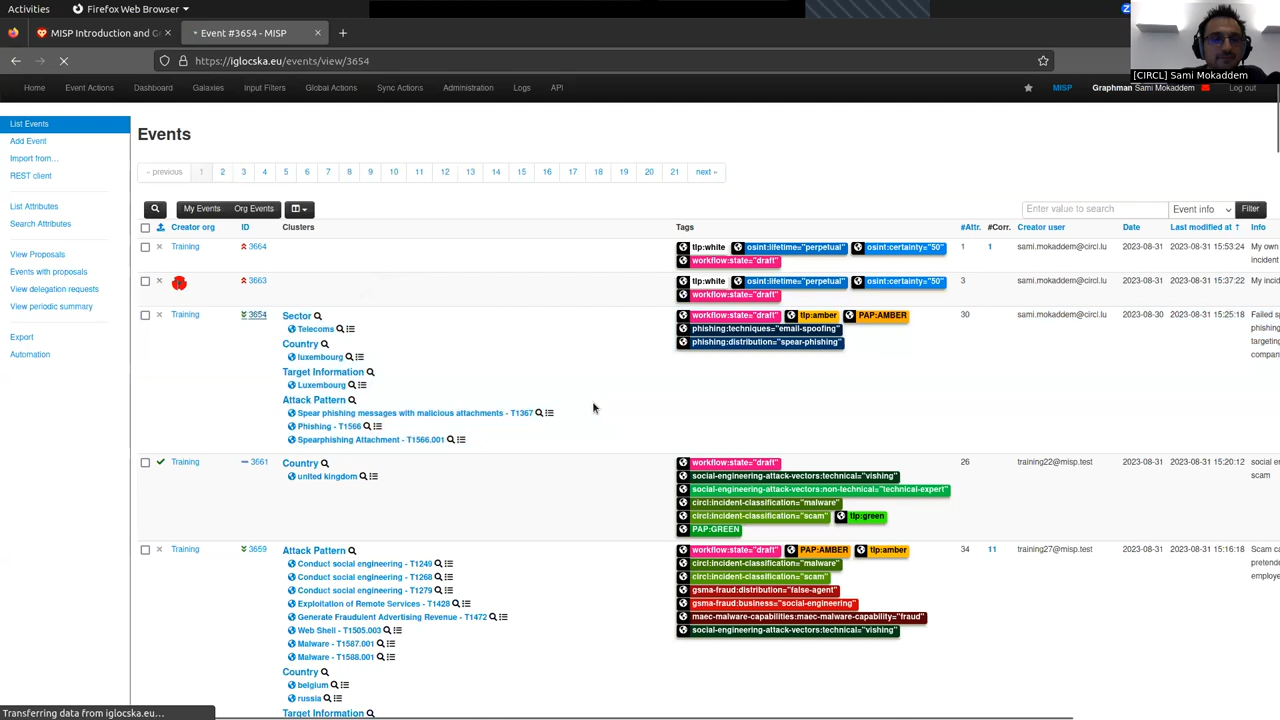 Activities
Firefox Web Browser
MISP Introduction and G
Event #3654 - MISP
https://iglocska.eu/events/view/3654
[CIRCL] Sami Mokaddem
Home Event Actions Dashboard Galaxies Input Filters Global Actions Sync Actions Administration Logs API MISP Graphman Sami Mokaddem Log out
List Events
Add Event
Import from...
REST client
List Attributes
Search Attributes
View Proposals
Events with proposals
View delegation requests
View periodic summary
Export
Automation
Events
« previous 1 2 3 4 5 6 7 8 9 10 11 12 13 14 15 16 17 18 19 20 21 next »
My Events Org Events Enter value to search Event info Filter
Creator org ID Clusters Tags #Attr. #Corr. Creator user Date Last modified at ↑ Info
Training 3664 tlp:white osint:lifetime="perpetual" osint:certainty="50" 1 1 sami.mokaddem@circl.lu 2023-08-31 2023-08-31 15:53:24 My own
workflow:state="draft" incident
3663 tlp:white osint:lifetime="perpetual" osint:certainty="50" 3 sami.mokaddem@circl.lu 2023-08-31 2023-08-31 15:37:22 My incid
workflow:state="draft"
Training 3654 Sector workflow:state="draft" tlp:amber PAP:AMBER 30 sami.mokaddem@circl.lu 2023-08-30 2023-08-31 15:25:18 Failed s
Telecoms phishing:techniques="email-spoofing" phishing
Country phishing:distribution="spear-phishing" targeting
luxembourg compan
Target Information
Luxembourg
Attack Pattern
Spear phishing messages with malicious attachments - T1367
Phishing - T1566
Spearphishing Attachment - T1566.001
Training 3661 Country workflow:state="draft" 26 training22@misp.test 2023-08-31 2023-08-31 15:20:12 social e
united kingdom social-engineering-attack-vectors:technical="vishing" scam
social-engineering-attack-vectors:non-technical="technical-expert"
circl:incident-classification="malware"
circl:incident-classification="scam" tlp:green
PAP:GREEN
Training 3659 Attack Pattern workflow:state="draft" PAP:AMBER tlp:amber 34 11 training27@misp.test 2023-08-31 2023-08-31 15:16:18 Scam ca
Conduct social engineering - T1249 circl:incident-classification="malware" pretende
Conduct social engineering - T1268 circl:incident-classification="scam" employe
Conduct social engineering - T1279 gsma-fraud:distribution="false-agent"
Exploitation of Remote Services - T1428 gsma-fraud:business="social-engineering"
Generate Fraudulent Advertising Revenue - T1472 maec-malware-capabilities:maec-malware-capability="fraud"
Web Shell - T1505.003 social-engineering-attack-vectors:technical="vishing"
Malware - T1587.001
Malware - T1588.001
Country
belgium
russia
Target Information
Transferring data from iglocska.eu...